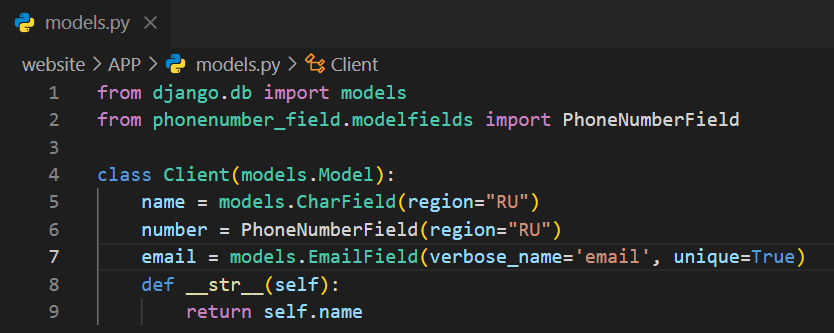 models.py ×
website > APP > models.py > Client
1 from django.db import models
2 from phonenumber_field.modelfields import PhoneNumberField
3
4 class Client(models.Model):
5     name = models.CharField(region="RU")
6     number = PhoneNumberField(region="RU")
7     email = models.EmailField(verbose_name='email', unique=True)
8     def __str__(self):
9         return self.name